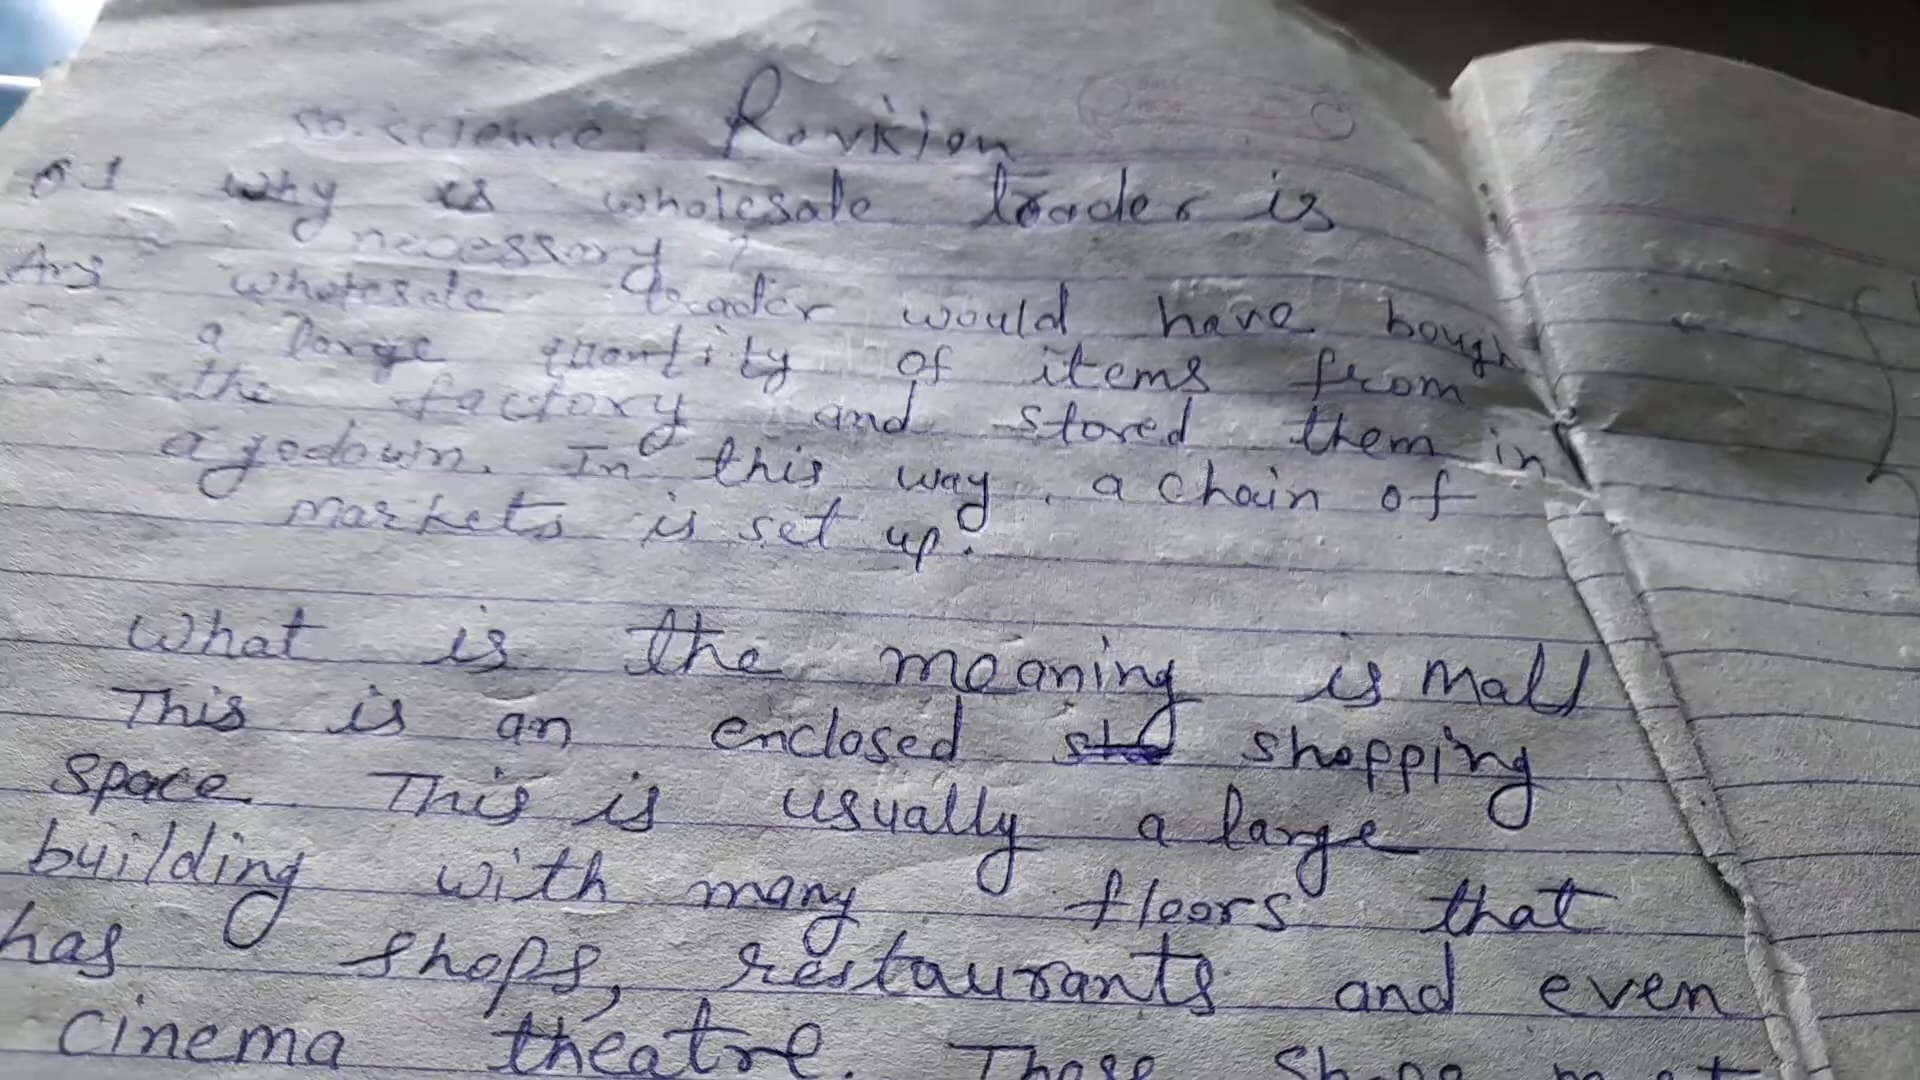 so. science. Revision
Q 1 why is wholesale trader is
necessary?
Ans wholesale trader would have bough
a large quantity of items from
the factory and stored them in
a godown. In this way, a chain of
markets is set up.
What is the meaning is Mall
This is an enclosed shopping
space This is usually a large
building with many floors that
has shops, restaurants and even
cinema theatre.